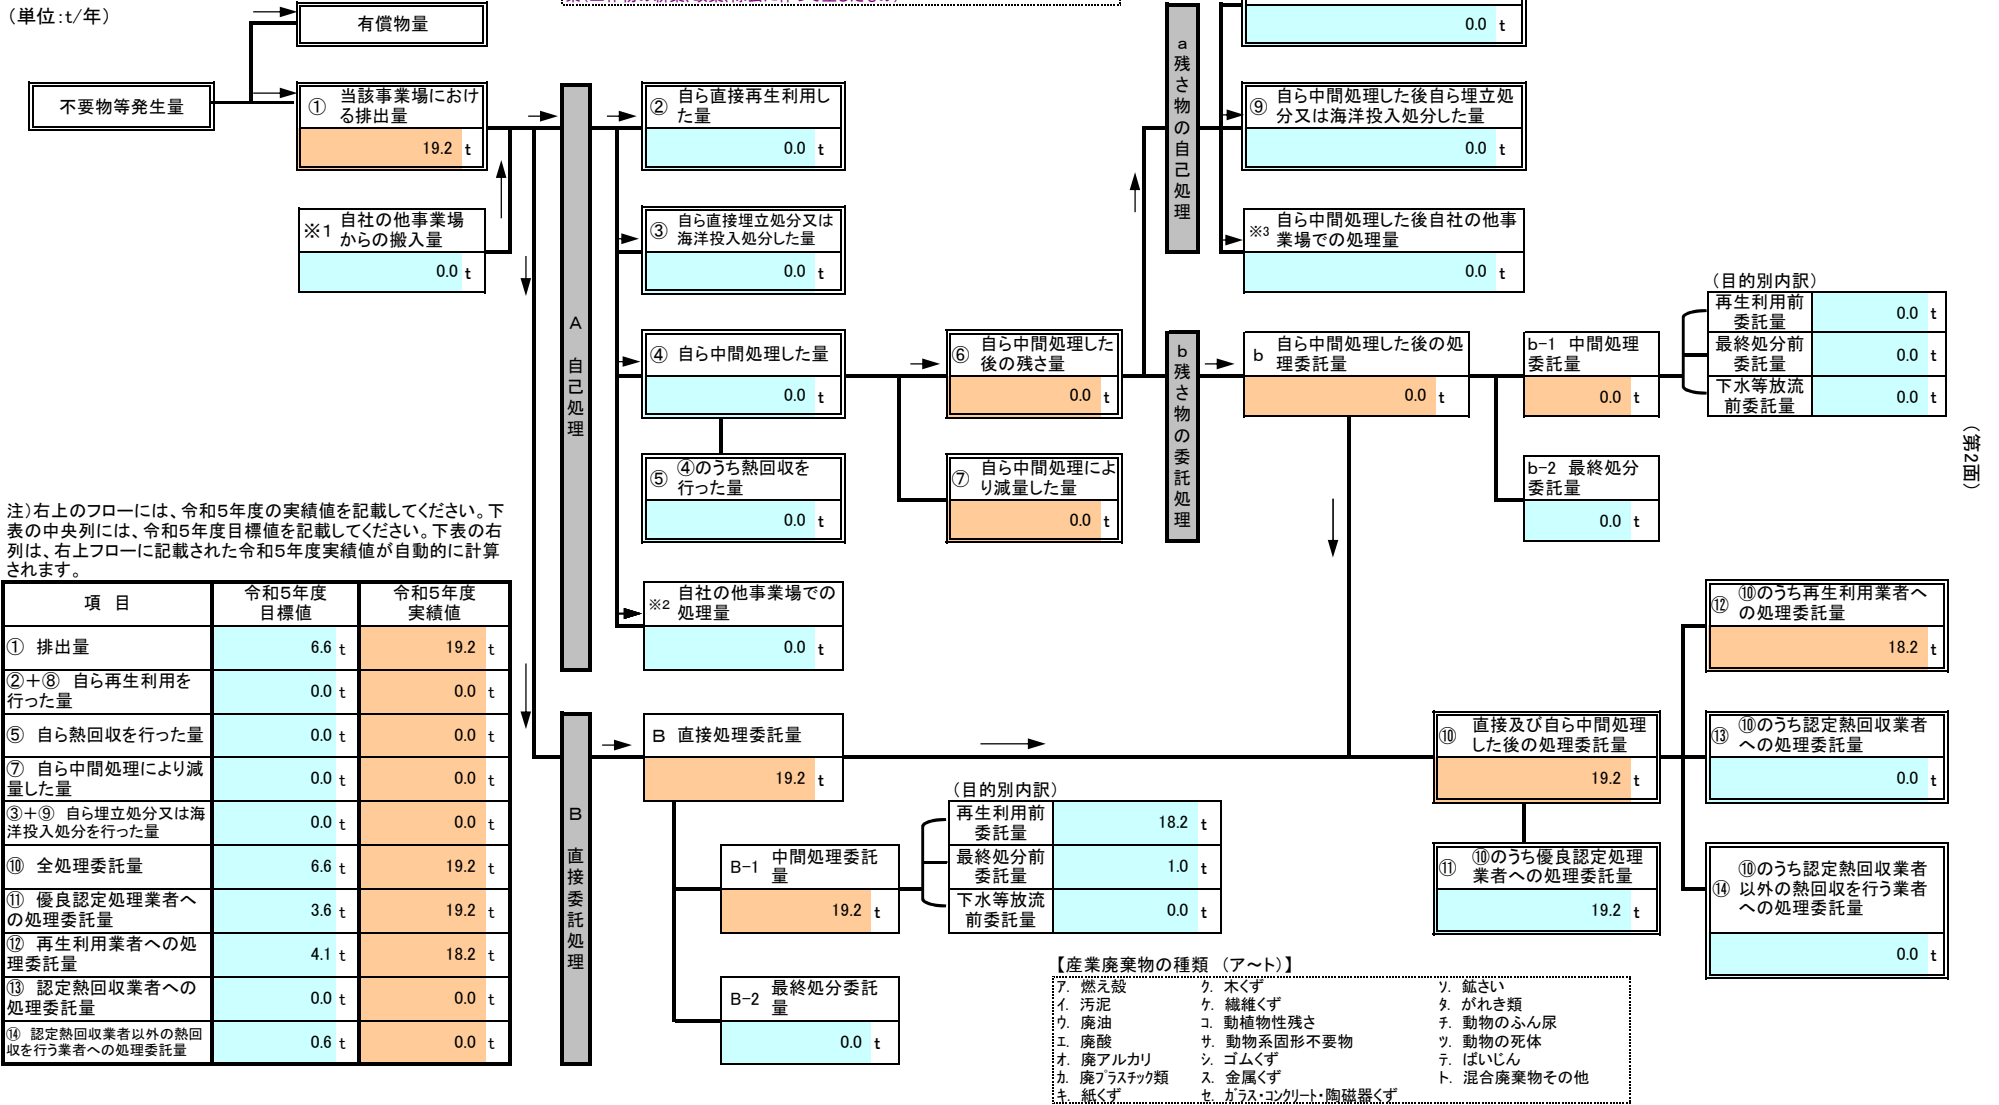 （単位：t/年）
有償物量
不要物等発生量
① 当該事業場におけ
る排出量
19.2 t
※1 自社の他事業場
からの搬入量
0.0 t
A 自己処理
② 自ら直接再生利用し
た量
0.0 t
③ 自ら直接埋立処分又は
海洋投入処分した量
0.0 t
④ 自ら中間処理した量
0.0 t
⑤ ④のうち熱回収を
行った量
0.0 t
※2 自社の他事業場での
処理量
0.0 t
⑥ 自ら中間処理した
後の残さ量
0.0 t
⑦ 自ら中間処理によ
り減量した量
0.0 t
a 残さ物の自己処理
0.0 t
⑨ 自ら中間処理した後自ら埋立処
分又は海洋投入処分した量
0.0 t
※3 自ら中間処理した後自社の他事
業場での処理量
0.0 t
b 残さ物の委託処理
b 自ら中間処理した後の処
理委託量
0.0 t
b-1 中間処理
委託量
0.0 t
b-2 最終処分
委託量
0.0 t
（目的別内訳）
再生利用前
委託量
0.0 t
最終処分前
委託量
0.0 t
下水等放流
前委託量
0.0 t
（第2面）
注）右上のフローには、令和5年度の実績値を記載してください。下
表の中央列には、令和5年度目標値を記載してください。下表の右
列は、右上フローに記載された令和5年度実績値が自動的に計算
されます。
項 目
令和5年度
目標値
令和5年度
実績値
① 排出量
6.6 t
19.2 t
②＋⑧ 自ら再生利用を
行った量
0.0 t
0.0 t
⑤ 自ら熱回収を行った量
0.0 t
0.0 t
⑦ 自ら中間処理により減
量した量
0.0 t
0.0 t
③＋⑨ 自ら埋立処分又は海
洋投入処分を行った量
0.0 t
0.0 t
⑩ 全処理委託量
6.6 t
19.2 t
⑪ 優良認定処理業者へ
の処理委託量
3.6 t
19.2 t
⑫ 再生利用業者への処
理委託量
4.1 t
18.2 t
⑬ 認定熱回収業者への
処理委託量
0.0 t
0.0 t
⑭ 認定熱回収業者以外の熱回
収を行う業者への処理委託量
0.6 t
0.0 t
B 直接委託処理
B 直接処理委託量
19.2 t
B-1 中間処理委託
量
19.2 t
B-2 最終処分委託
量
0.0 t
（目的別内訳）
再生利用前
委託量
18.2 t
最終処分前
委託量
1.0 t
下水等放流
前委託量
0.0 t
⑩ 直接及び自ら中間処理
した後の処理委託量
19.2 t
⑪ ⑩のうち優良認定処理
業者への処理委託量
19.2 t
⑫ ⑩のうち再生利用業者へ
の処理委託量
18.2 t
⑬ ⑩のうち認定熱回収業者
への処理委託量
0.0 t
⑭ ⑩のうち認定熱回収業者
以外の熱回収を行う業者
への処理委託量
0.0 t
【産業廃棄物の種類 （ア～ト）】
ア. 燃え殻
イ. 汚泥
ウ. 廃油
エ. 廃酸
オ. 廃アルカリ
カ. 廃プラスチック類
キ. 紙くず
ク. 木くず
ケ. 繊維くず
コ. 動植物性残さ
サ. 動物系固形不要物
シ. ゴムくず
ス. 金属くず
セ. ガラス・コンクリート・陶磁器くず
ソ. 鉱さい
タ. がれき類
チ. 動物のふん尿
ツ. 動物の死体
テ. ばいじん
ト. 混合廃棄物その他